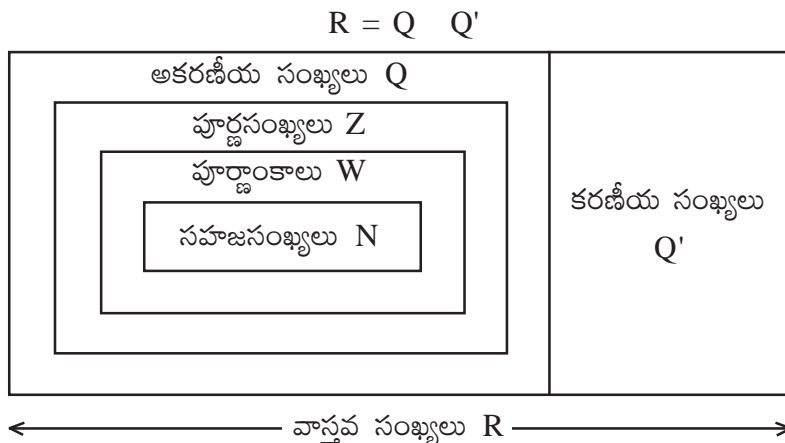 R = Q Q'
అకరణీయ సంఖ్యలు Q
పూర్ణసంఖ్యలు Z
పూర్ణాంకాలు W
సహజసంఖ్యలు N
కరణీయ సంఖ్యలు
Q'
వాస్తవ సంఖ్యలు R